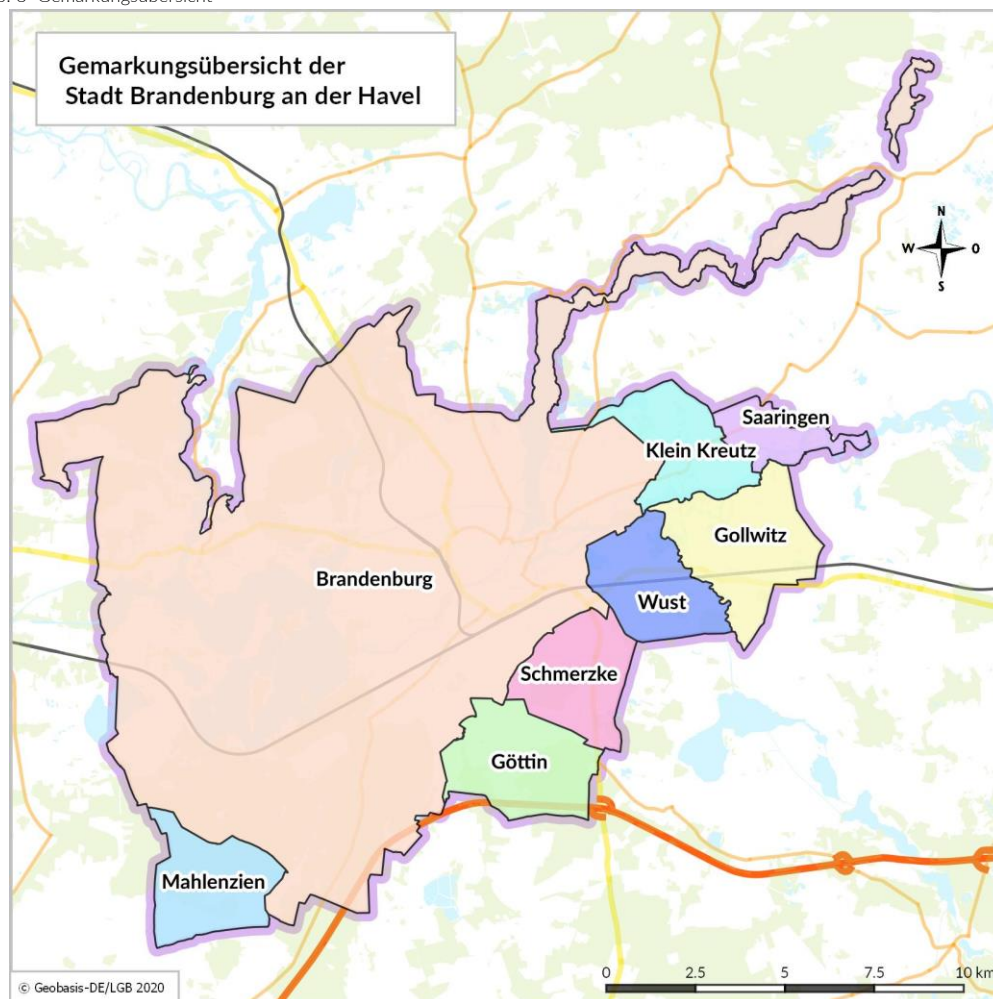 Gemarkungsübersicht
Gemarkungsübersicht der
Stadt Brandenburg an der Havel
N
W
O
S
Saaringen
Klein Kreutz
Gollwitz
Brandenburg
Wust
Schmerzke
Göttin
Mahlenzien
0 2.5 5 7.5 10 km
© Geobasis-DE/LGB 2020